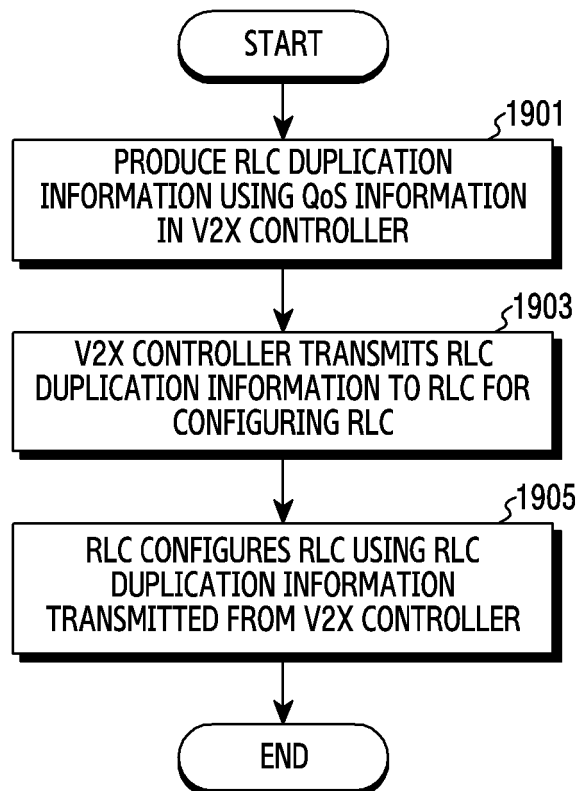 START
1901
PRODUCE RLC DUPLICATION
INFORMATION USING QoS INFORMATION
IN V2X CONTROLLER
1903
V2X CONTROLLER TRANSMITS RLC
DUPLICATION INFORMATION TO RLC FOR
CONFIGURING RLC
1905
RLC CONFIGURES RLC USING RLC
DUPLICATION INFORMATION
TRANSMITTED FROM V2X CONTROLLER
END